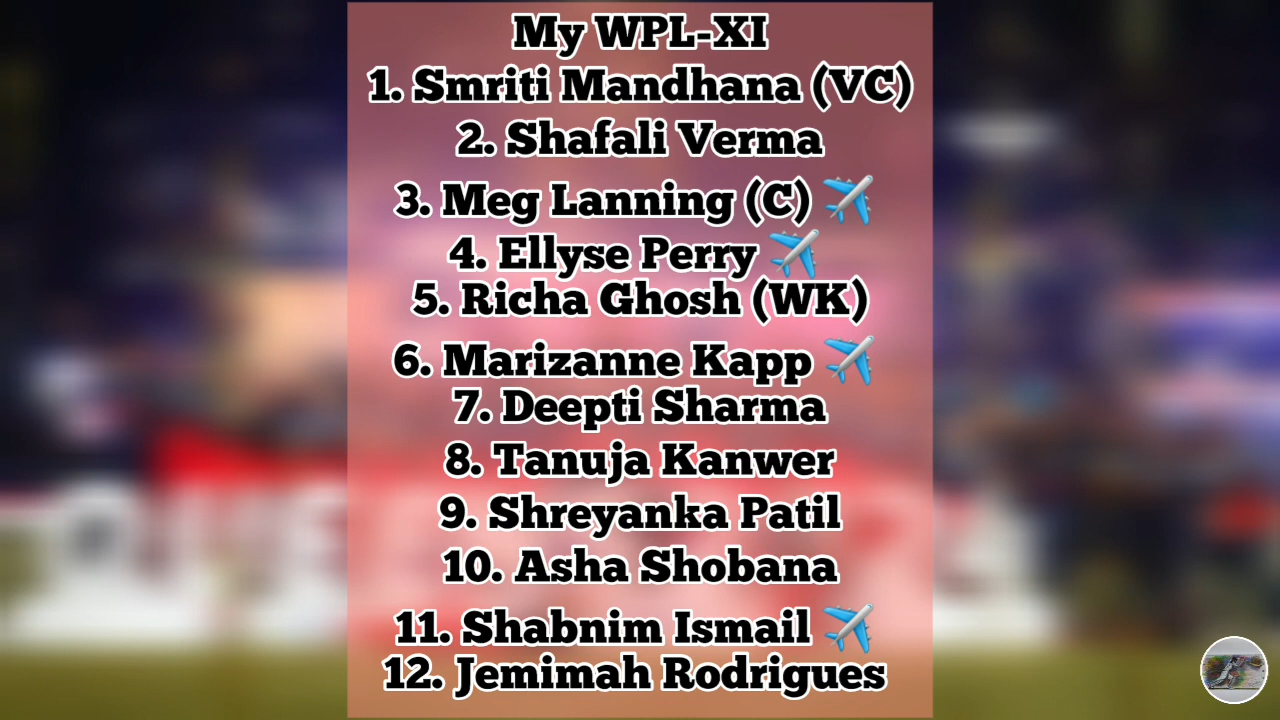 My WPL-XI
1. Smriti Mandhana (VC)
2. Shafali Verma
3. Meg Lanning (C) ✈️
4. Ellyse Perry ✈️
5. Richa Ghosh (WK)
6. Marizanne Kapp ✈️
7. Deepti Sharma
8. Tanuja Kanwer
9. Shreyanka Patil
10. Asha Shobana
11. Shabnim Ismail ✈️
12. Jemimah Rodrigues